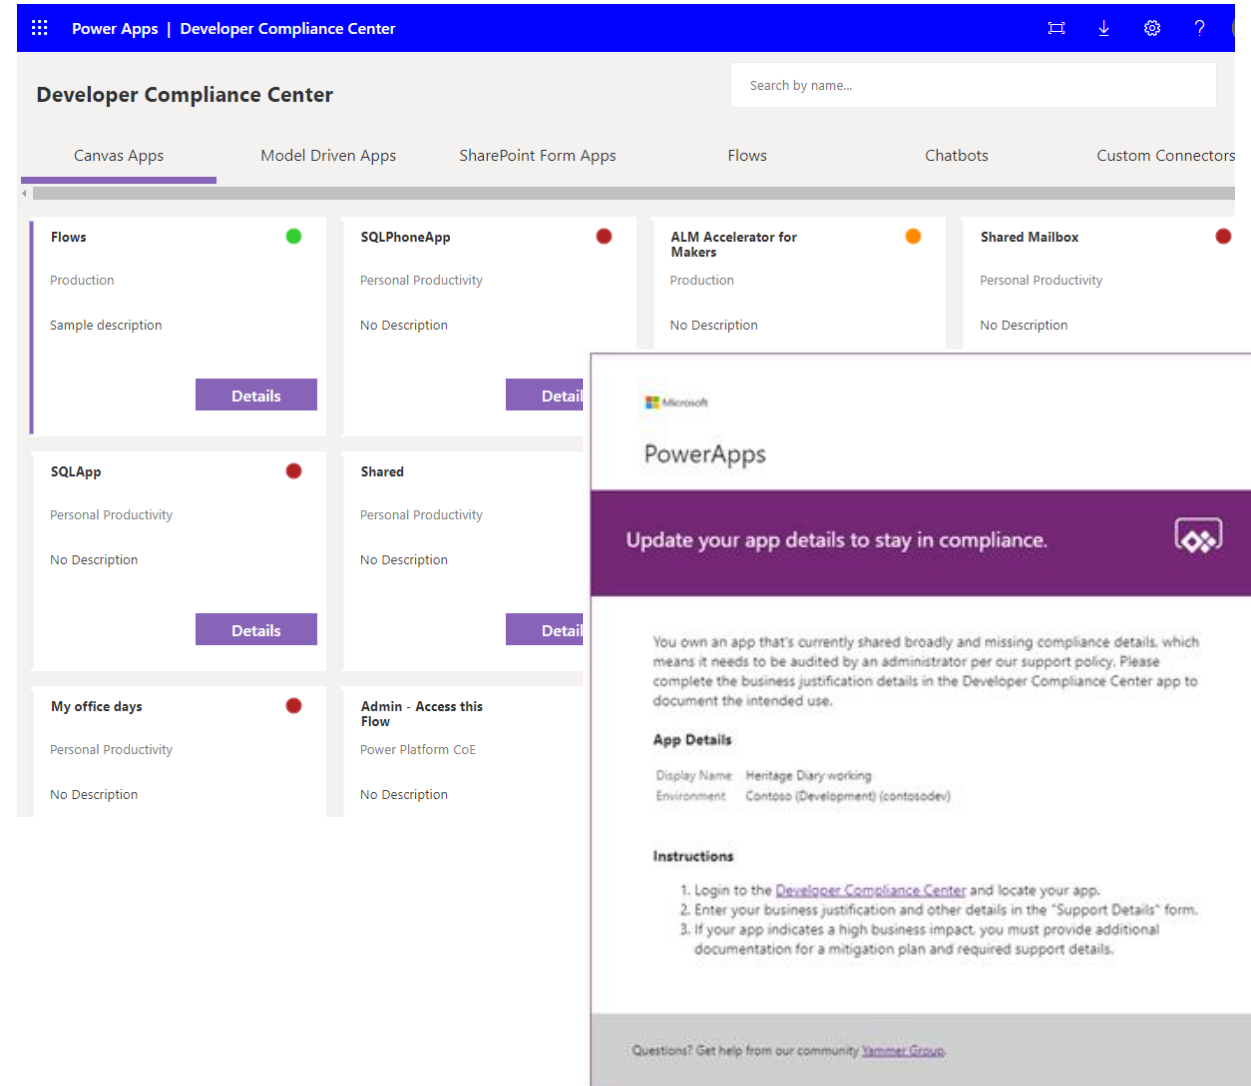 Power Apps | Developer Compliance Center
?
Developer Compliance Center
Search by name...
Canvas Apps
Model Driven Apps
SharePoint Form Apps
Flows
Chatbots
Custom Connectors
Flows
Production
Sample description
Details
SQLPhoneApp
Personal Productivity
No Description
Detail
ALM Accelerator for
Makers
Production
No Description
Shared Mailbox
Personal Productivity
No Description
SQLApp
Personal Productivity
No Description
Details
Shared
Personal Productivity
No Description
Detail
My office days
Personal Productivity
No Description
Admin - Access this
Flow
Power Platform CoE
No Description
Microsoft
PowerApps
Update your app details to stay in compliance.
You own an app that's currently shared broadly and missing compliance details, which
means it needs to be audited by an administrator per our support policy. Please
complete the business justification details in the Developer Compliance Center app to
document the intended use.
App Details
Display Name Heritage Diary working
Environment Contoso (Development) (contosodev)
Instructions
1. Login to the Developer Compliance Center and locate your app.
2. Enter your business justification and other details in the "Support Details" form.
3. If your app indicates a high business impact, you must provide additional
documentation for a mitigation plan and required support details.
Questions? Get help from our community Yammer Group.